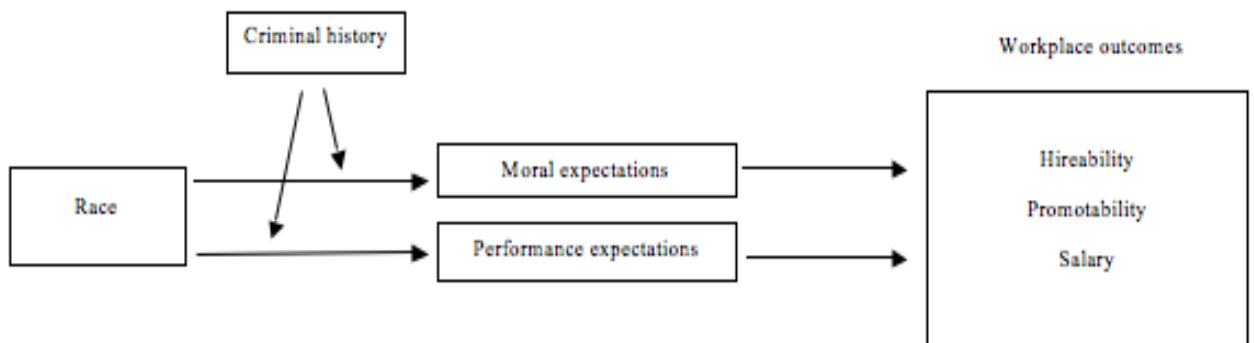 Criminal history
Workplace outcomes
Race
Moral expectations
Performance expectations
Hireability
Promotability
Salary